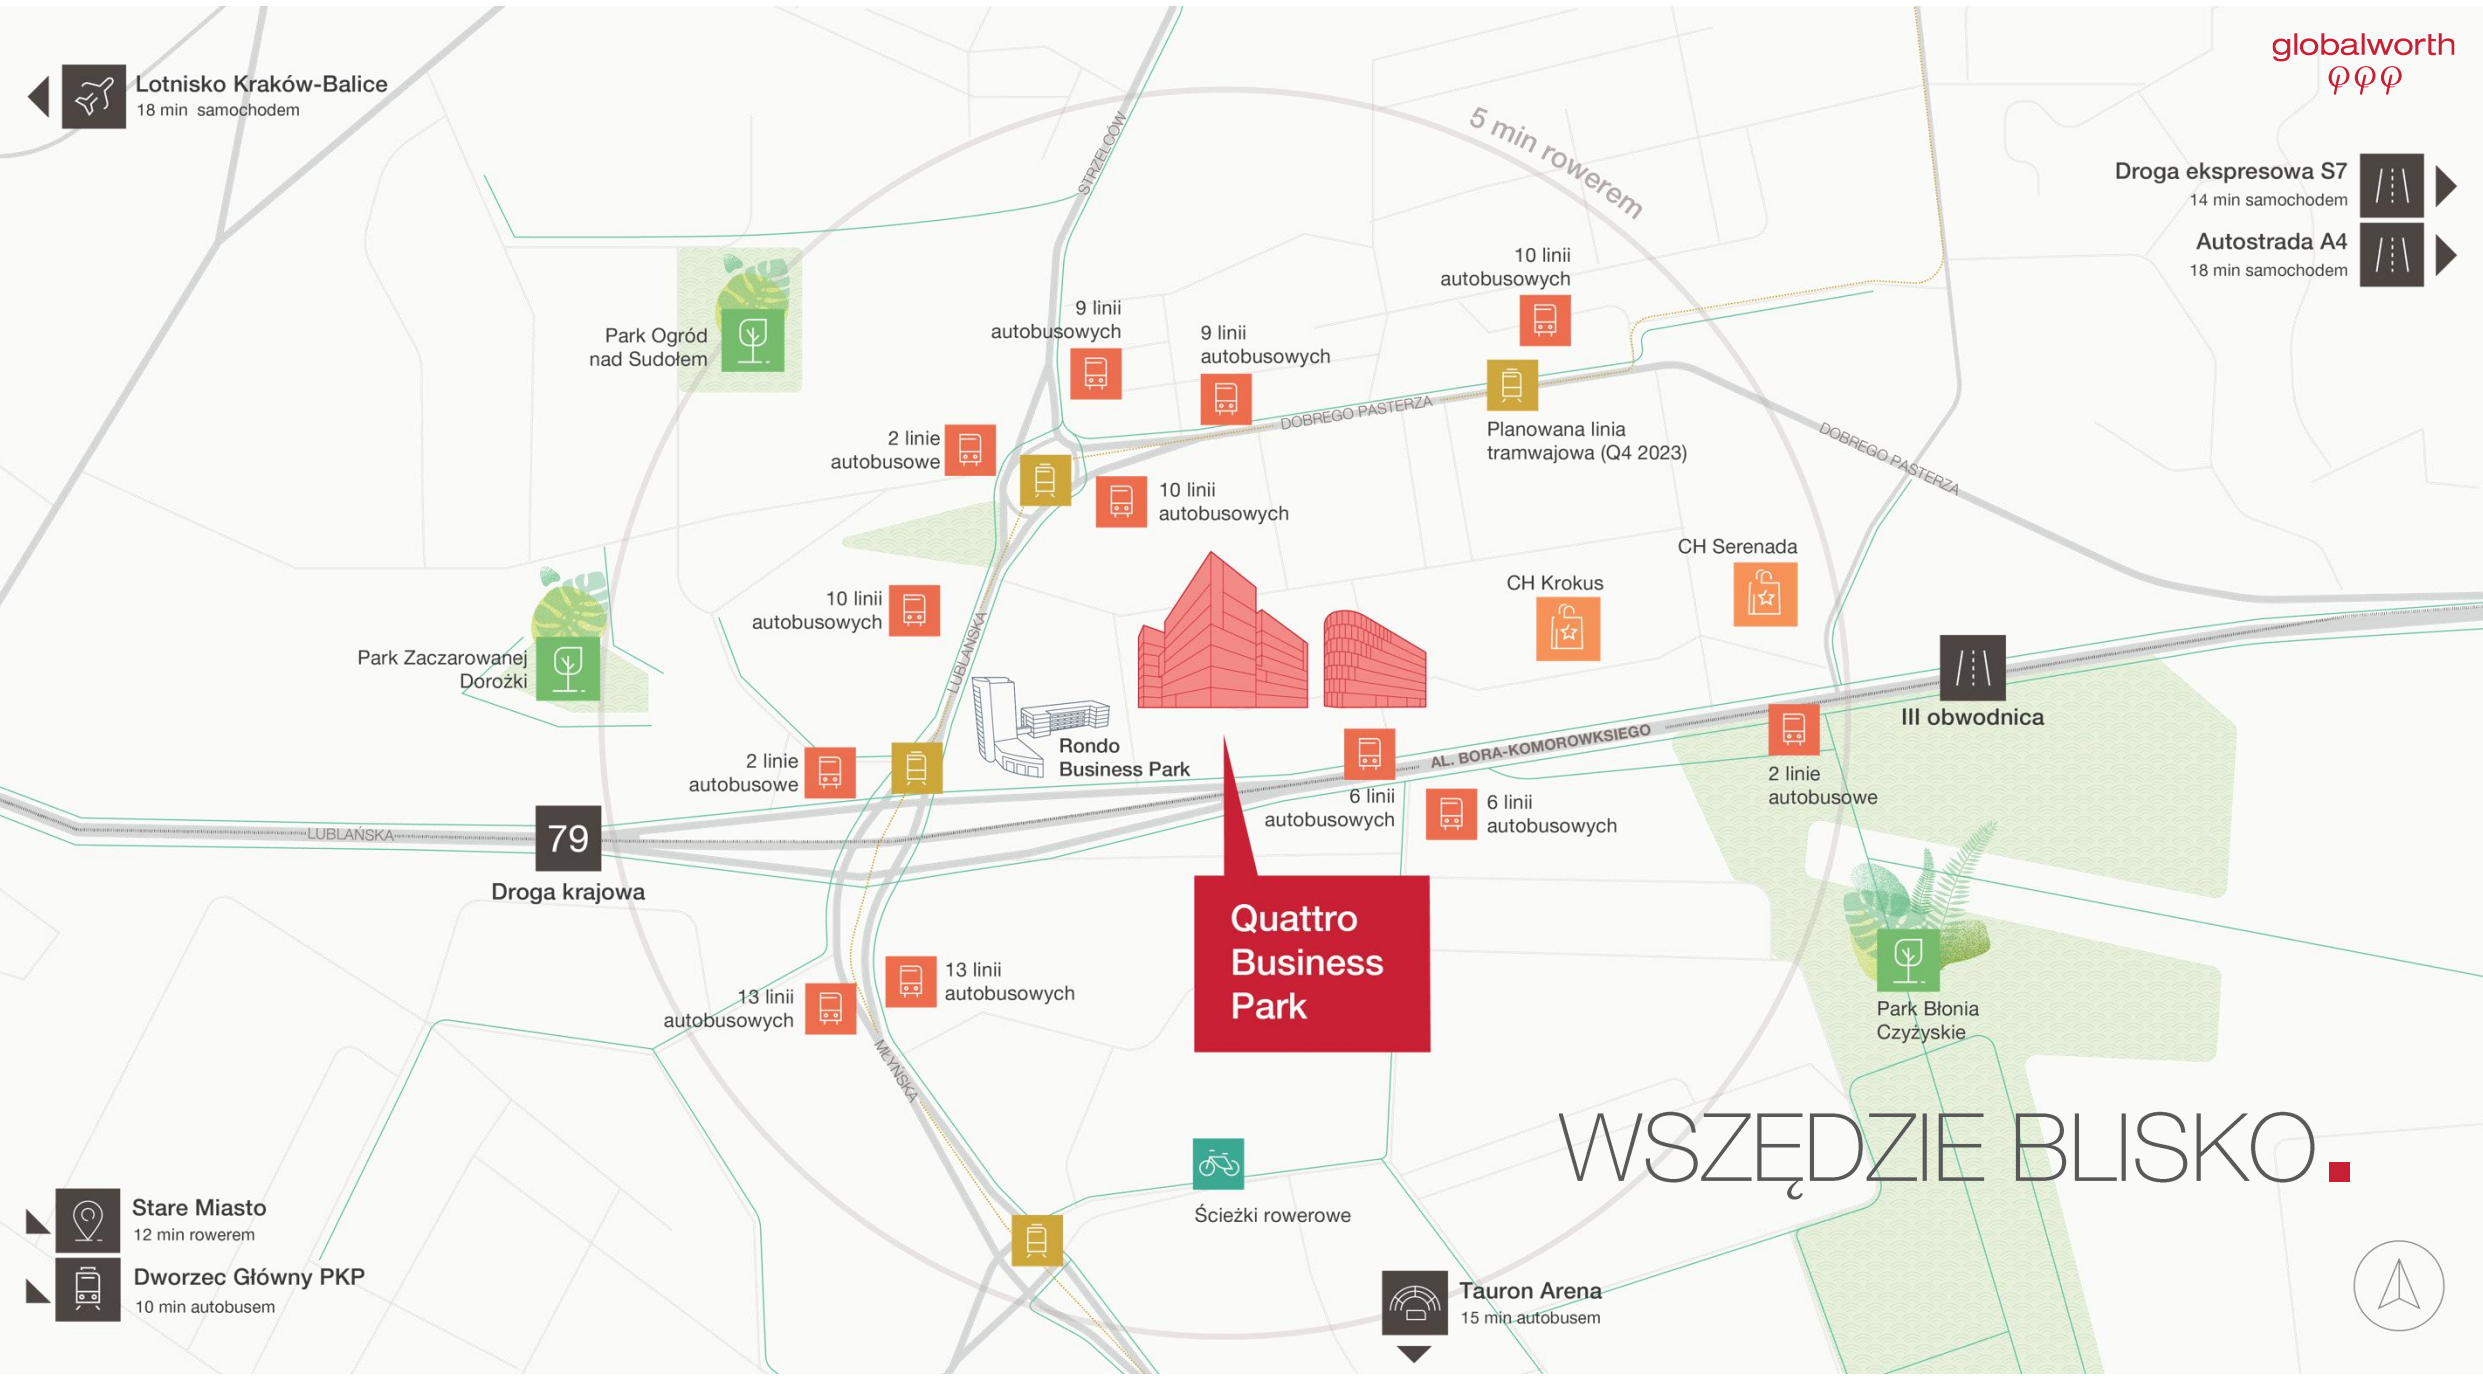 Lotnisko Kraków-Balice
18 min samochodem
globalworth
5 min rowerem
STRZELCÓW
Droga ekspresowa S7
14 min samochodem
Autostrada A4
18 min samochodem
10 linii
autobusowych
9 linii
autobusowych
9 linii
autobusowych
Park Ogród
nad Sudołem
DOBREGO PASTERZA
Planowana linia
tramwajowa (Q4 2023)
DOBREGO PASTERZA
2 linie
autobusowe
10 linii
autobusowych
CH Serenada
CH Krokus
10 linii
autobusowych
LUBLAŃSKA
Park Zaczarowanej
Dorożki
III obwodnica
Rondo
Business Park
AL. BORA-KOMOROWKSIEGO
2 linie
autobusowe
2 linie
autobusowe
6 linii
autobusowych
6 linii
autobusowych
LUBLAŃSKA
79
Droga krajowa
Quattro
Business
Park
13 linii
autobusowych
13 linii
autobusowych
Park Błonia
Czyżyskie
MŁYŃSKA
WSZĘDZIE BLISKO.
Ścieżki rowerowe
Stare Miasto
12 min rowerem
Dworzec Główny PKP
10 min autobusem
Tauron Arena
15 min autobusem